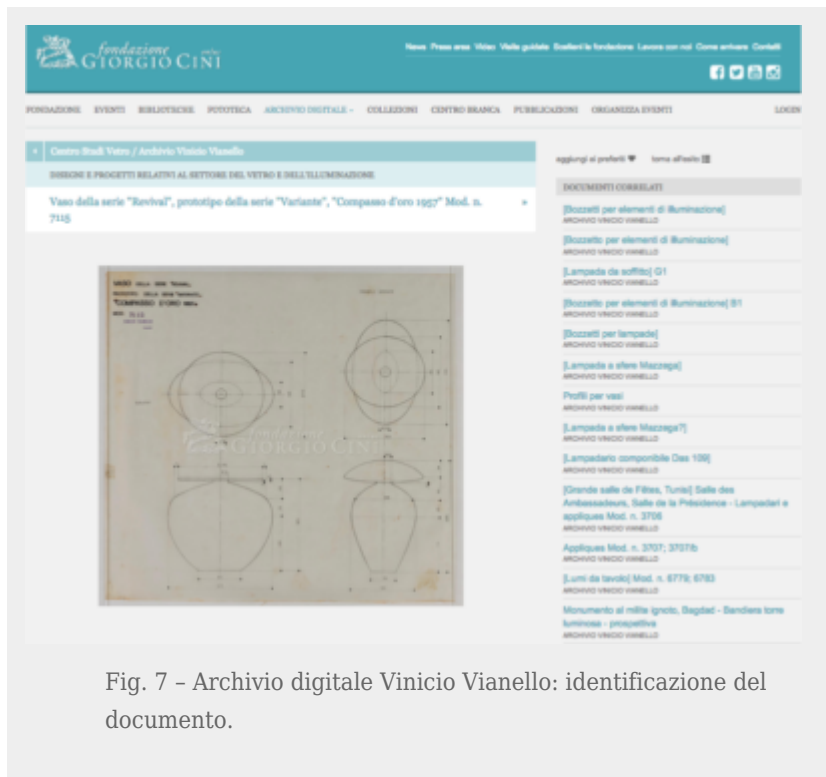 fondazione
GIORGIO CINI
News Press area Video Visite guidate Sostieni la fondazione Lavora con noi Come arrivare Contatti
FONDAZIONE EVENTI BIBLIOTECHE FOTOTECA ARCHIVIO DIGITALE COLLEZIONI CENTRO BRANCA PUBBLICAZIONI ORGANIZZA EVENTI LOGIN
Centro Studi Vetro / Archivio Vinicio Vianello
DISEGNI E PROGETTI RELATIVI AL SETTORE DEL VETRO E DELL'ILLUMINAZIONE
Vaso della serie "Revival", prototipo della serie "Variante", "Compasso d'oro 1957" Mod. n.
7115
»
VASO
fondazione
GIORGIO CINI
aggiungi ai preferiti torna all'esito
DOCUMENTI CORRELATI
[Bozzetti per elementi di illuminazione]
ARCHIVIO VINICIO VIANELLO
[Bozzetto per elementi di illuminazione]
ARCHIVIO VINICIO VIANELLO
[Lampada da soffitto] G1
ARCHIVIO VINICIO VIANELLO
[Bozzetto per elementi di illuminazione] B1
ARCHIVIO VINICIO VIANELLO
[Bozzetti per lampade]
ARCHIVIO VINICIO VIANELLO
[Lampada a sfere Mazzega]
ARCHIVIO VINICIO VIANELLO
Profili per vasi
ARCHIVIO VINICIO VIANELLO
[Lampada a sfere Mazzega?]
ARCHIVIO VINICIO VIANELLO
[Lampadario componibile Das 109]
ARCHIVIO VINICIO VIANELLO
[Grande salle de Fêtes, Tunisi] Salle des
Ambassadeurs, Salle de la Présidence - Lampadari e
appliques Mod. n. 3706
ARCHIVIO VINICIO VIANELLO
Appliques Mod. n. 3707; 3707/b
ARCHIVIO VINICIO VIANELLO
[Lumi da tavolo] Mod. n. 6779; 6783
ARCHIVIO VINICIO VIANELLO
Monumento al milite ignoto, Bagdad - Bandiera torre
luminosa - prospettiva
ARCHIVIO VINICIO VIANELLO
Fig. 7 – Archivio digitale Vinicio Vianello: identificazione del
documento.